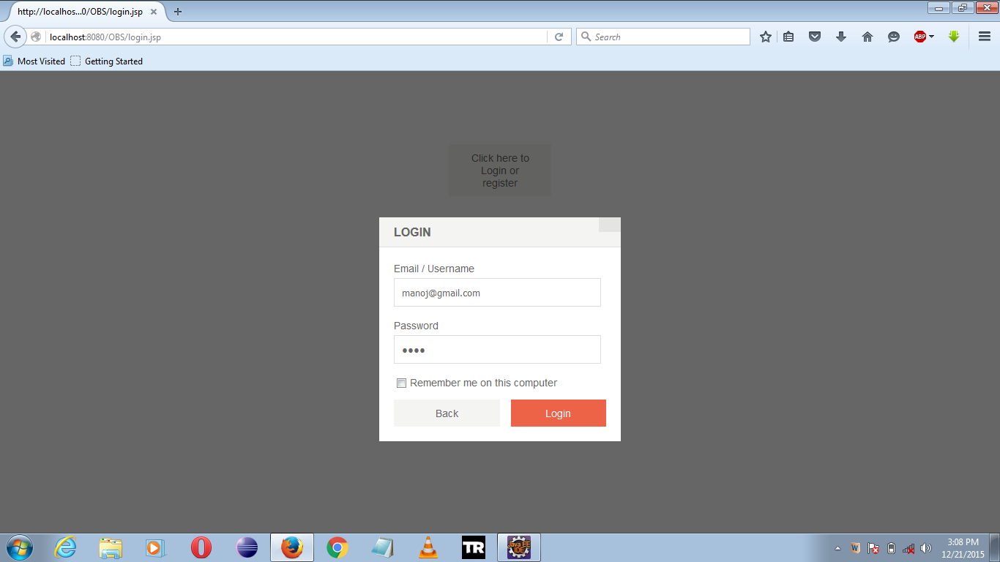 http://localhos...0/OBS/login.jsp
localhost:8080/OBS/login.jsp
Search
ABP
Most Visited
Getting Started
Click here to
Login or
register
LOGIN
Email / Username
manoj@gmail.com
Password
Remember me on this computer
Back
Login
TR
Java EE
IDE
W
3:08 PM
12/21/2015